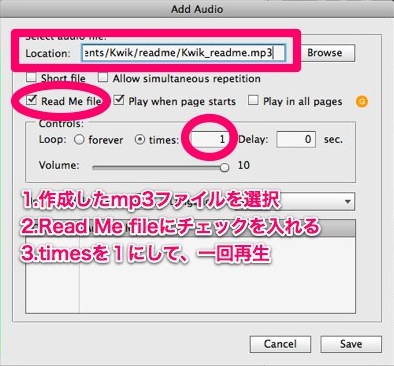 Add Audio
Select audio file:
Location: ents/Kwik/readme/Kwik_readme.mp3 Browse
Short file Allow simultaneous repetition
Read Me file Play when page starts Play in all pages G
Controls:
Loop: forever times: 1 Delay: 0 sec.
Volume: 10
1.作成したmp3ファイルを選択
2.Read Me fileにチェックを入れる
3.timesを１にして、一回再生
Cancel Save